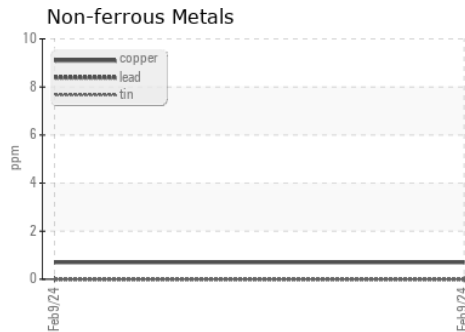 Non-ferrous Metals
10
8
6
4
2
0
ppm
copper
lead
tin
Feb9/24
Feb9/24